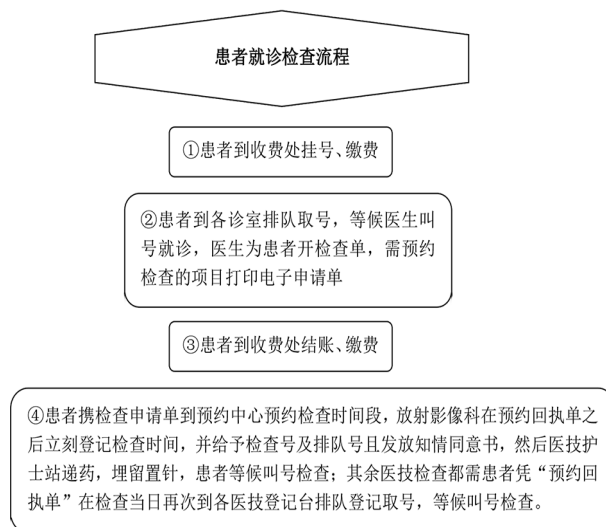 患者就诊检查流程
①患者到收费处挂号、缴费
②患者到各诊室排队取号，等候医生叫
号就诊，医生为患者开检查单，需预约
检查的项目打印电子申请单
③患者到收费处结账、缴费
④患者携检查申请单到预约中心预约检查时间段，放射影像科在预约回执单之
后立刻登记检查时间，并给予检查号及排队号且发放知情同意书，然后医技护
士站递药，埋留置针，患者等候叫号检查；其余医技检查都需患者凭“预约回
执单”在检查当日再次到各医技登记台排队登记取号，等候叫号检查。